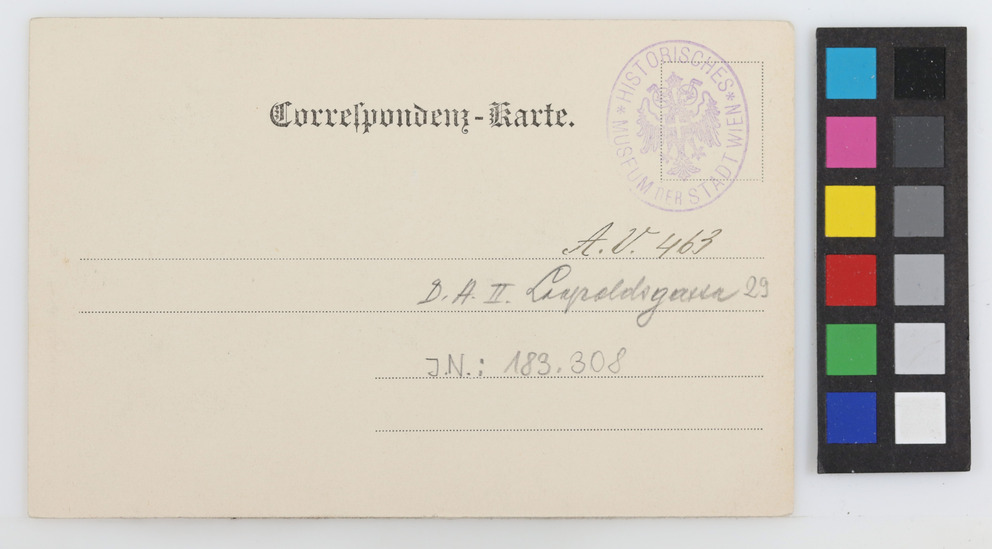 Correspondenz-Karte.
* HISTORISCHES * MUSEUM DER STADT WIEN
A.V. 463
D. A. II. Leopoldsgasse 29
J.N.: 183.308